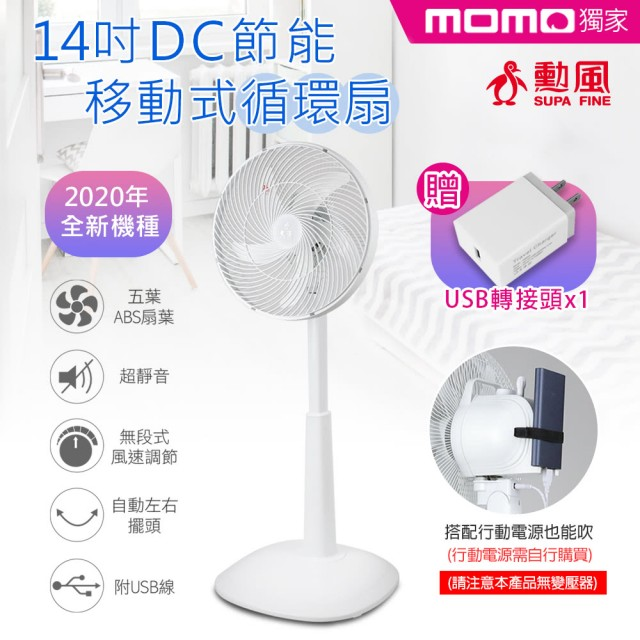 momo獨家
14吋DC節能
移動式循環扇
勳風
SUPA FINE
2020年
全新機種
贈
USB轉接頭x1
五葉
ABS扇葉
超靜音
無段式
風速調節
自動左右
擺頭
附USB線
搭配行動電源也能吹
(行動電源需自行購買)
(請注意本產品無變壓器)